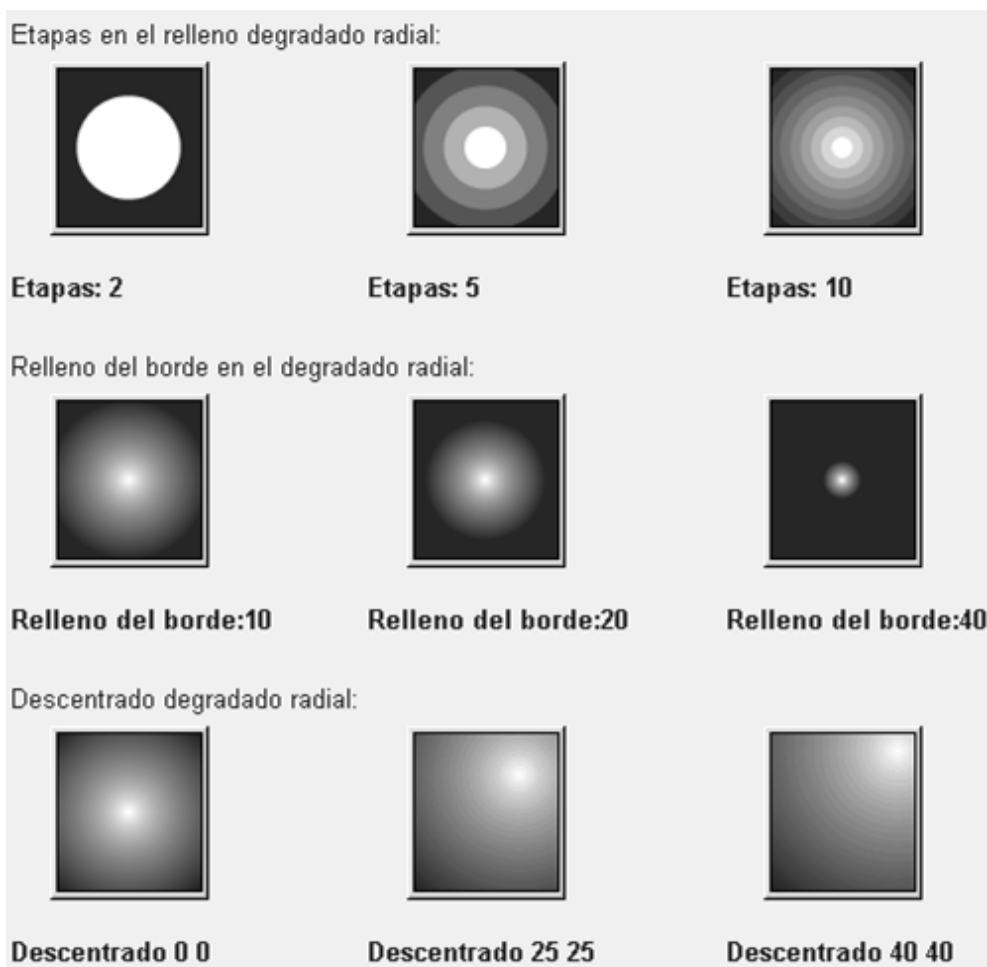 Etapas en el relleno degradado radial:
Etapas: 2 Etapas: 5 Etapas: 10
Relleno del borde en el degradado radial:
Relleno del borde:10 Relleno del borde:20 Relleno del borde:40
Descentrado degradado radial:
Descentrado 0 0 Descentrado 25 25 Descentrado 40 40